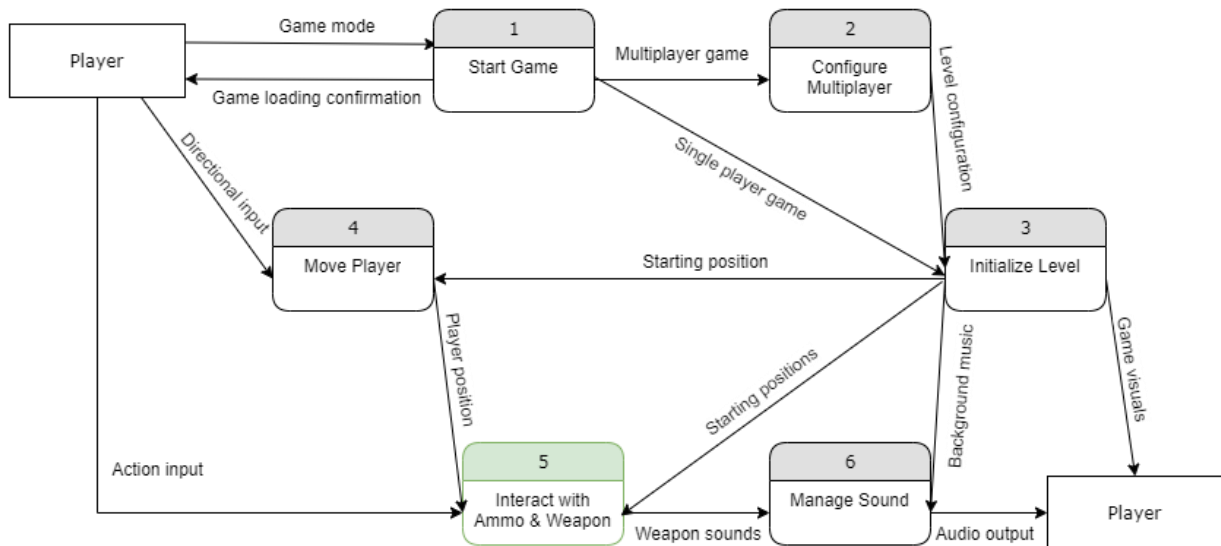 Game mode
1
2
Player
Start Game
Multiplayer game
Configure
Multiplayer
Game loading confirmation
Level configuration
Directional input
Single player game
4
3
Move Player
Starting position
Initialize Level
Player position
Starting positions
Background music
Game visuals
Action input
5
6
Interact with
Ammo & Weapon
Manage Sound
Player
Weapon sounds
Audio output